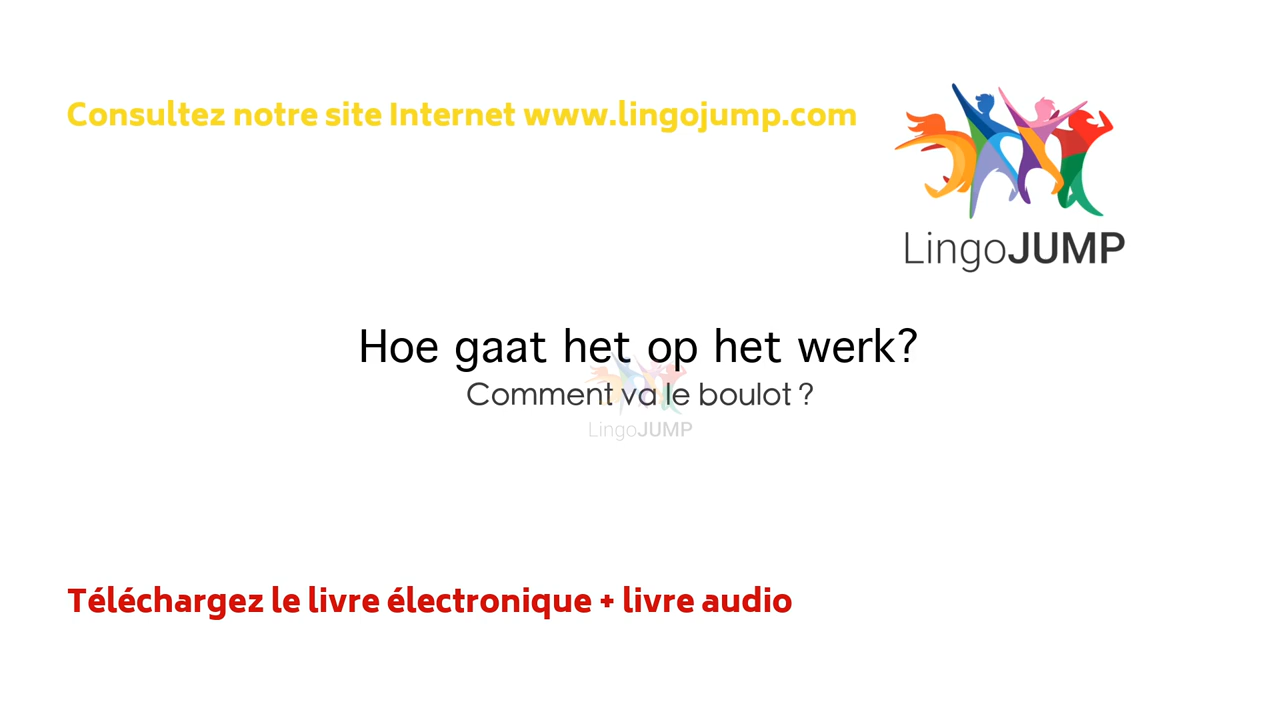 Consultez notre site Internet www.lingojump.com
LingoJUMP
Hoe gaat het op het werk?
Comment va le boulot ?
LingoJUMP
Téléchargez le livre électronique + livre audio